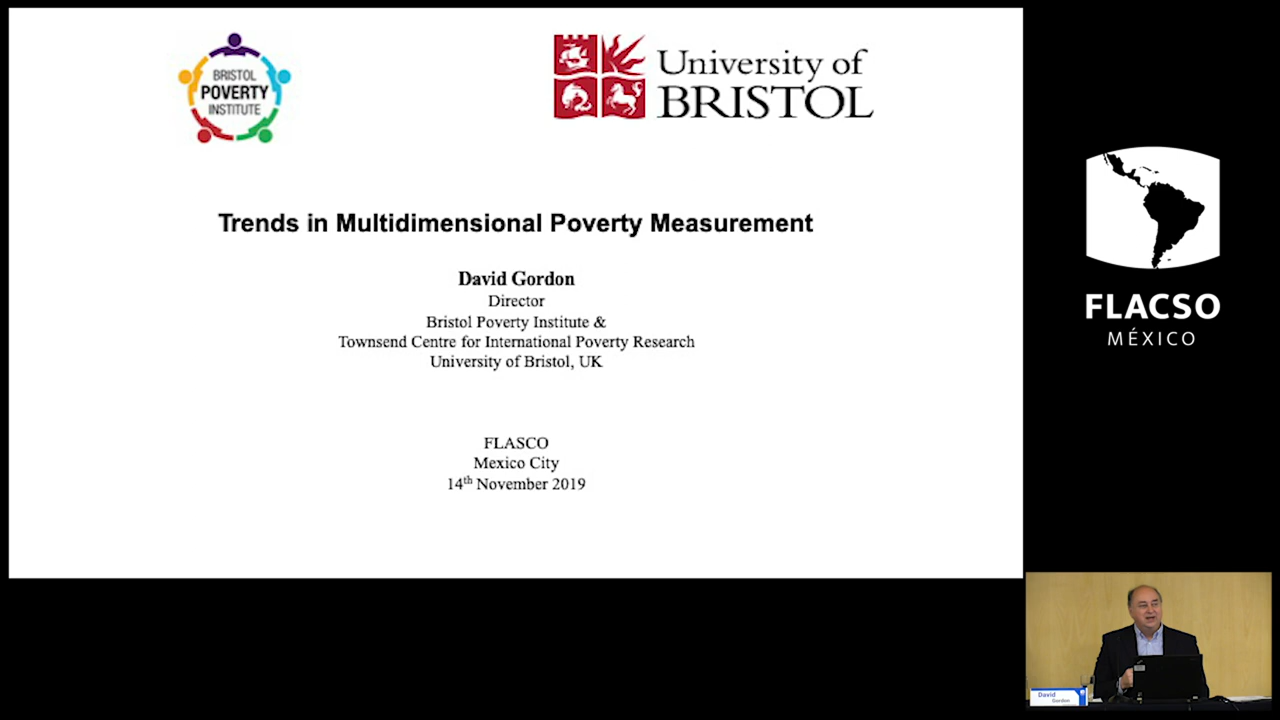 BRISTOL
POVERTY
INSTITUTE
University of
BRISTOL
Trends in Multidimensional Poverty Measurement
David Gordon
Director
Bristol Poverty Institute &
Townsend Centre for International Poverty Research
University of Bristol, UK
FLASCO
Mexico City
14th November 2019
FLACSO
MÉXICO
David
Gordon